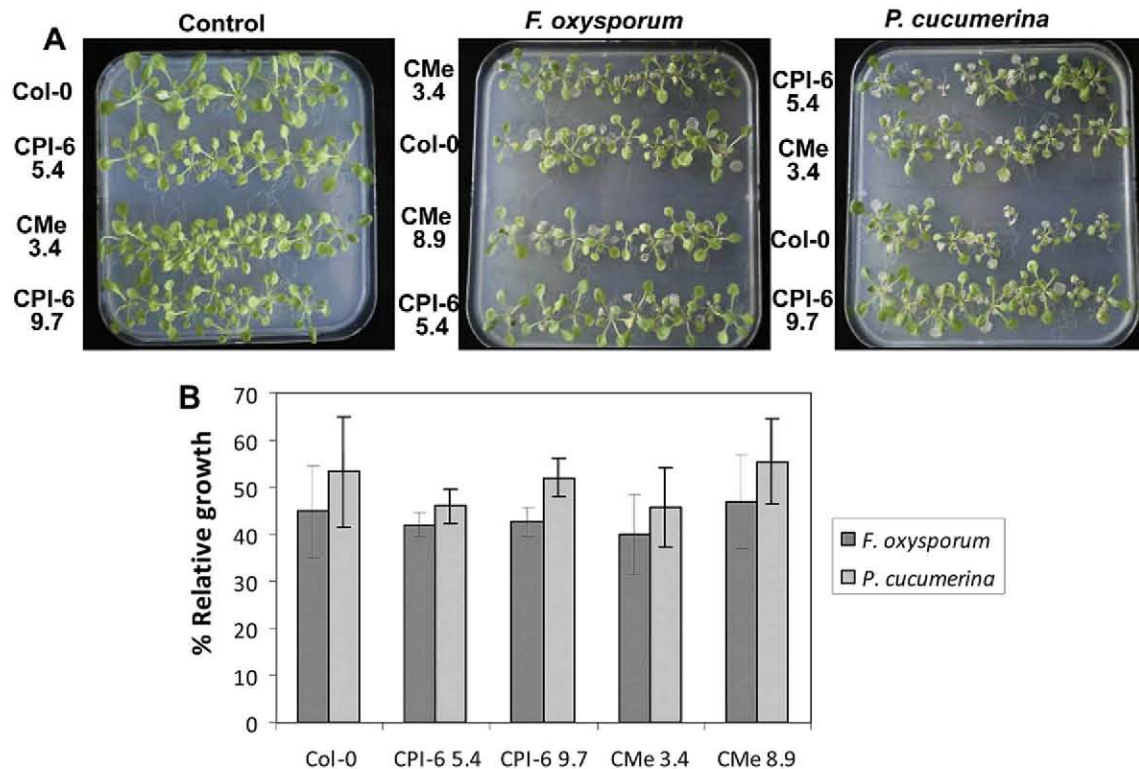 A
Control
F. oxysporum
P. cucumerina
Col-0
CPI-6
5.4
CMe
3.4
CPI-6
9.7
CMe
3.4
Col-0
CMe
8.9
CPI-6
5.4
CPI-6
5.4
CMe
3.4
Col-0
CPI-6
9.7
B
% Relative growth
70
60
50
40
30
20
10
0
Col-0
CPI-6 5.4
CPI-6 9.7
CMe 3.4
CMe 8.9
F. oxysporum
P. cucumerina